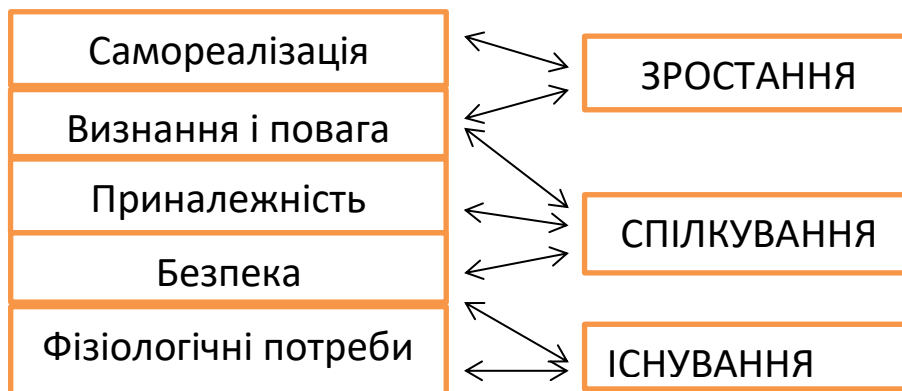 Самореалізація
Визнання і повага
Приналежність
Безпека
Фізіологічні потреби
ЗРОСТАННЯ
СПІЛКУВАННЯ
ІСНУВАННЯ